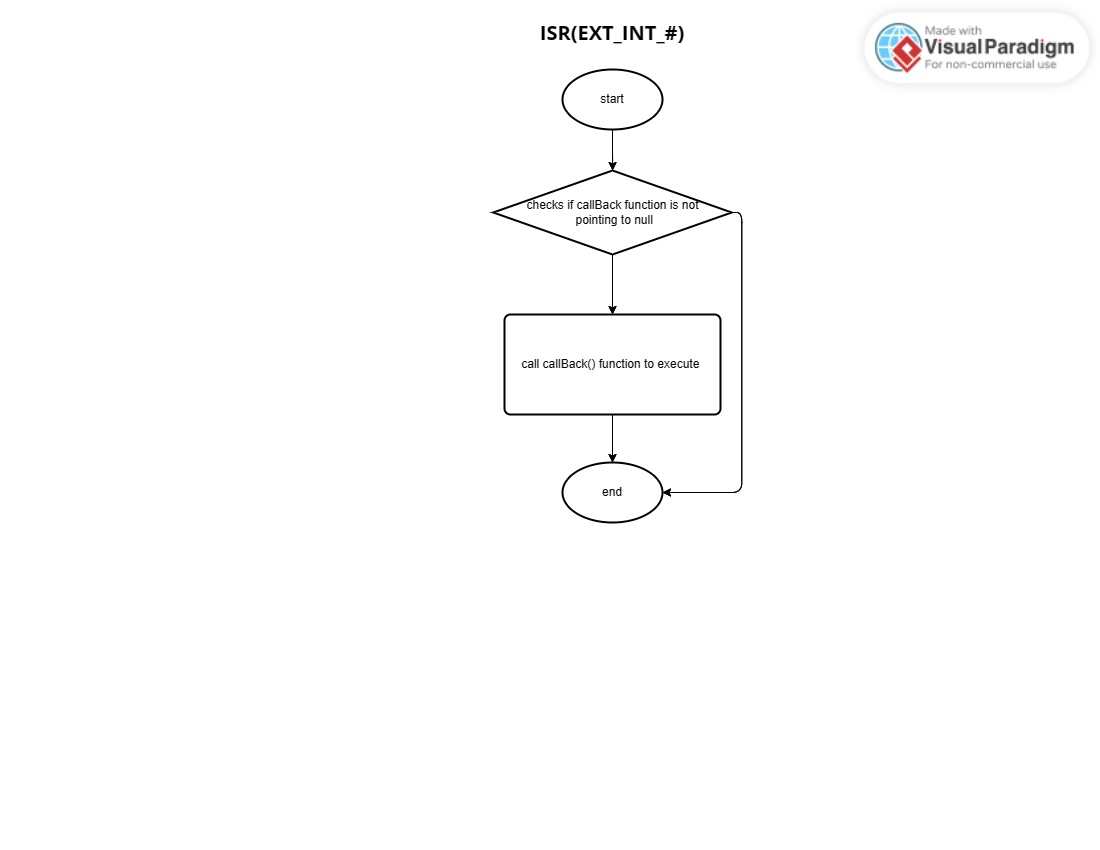 ISR(EXT_INT_#)
Made with
Visual Paradigm
For non-commercial use
start
checks if callBack function is not
pointing to null
call callBack() function to execute
end